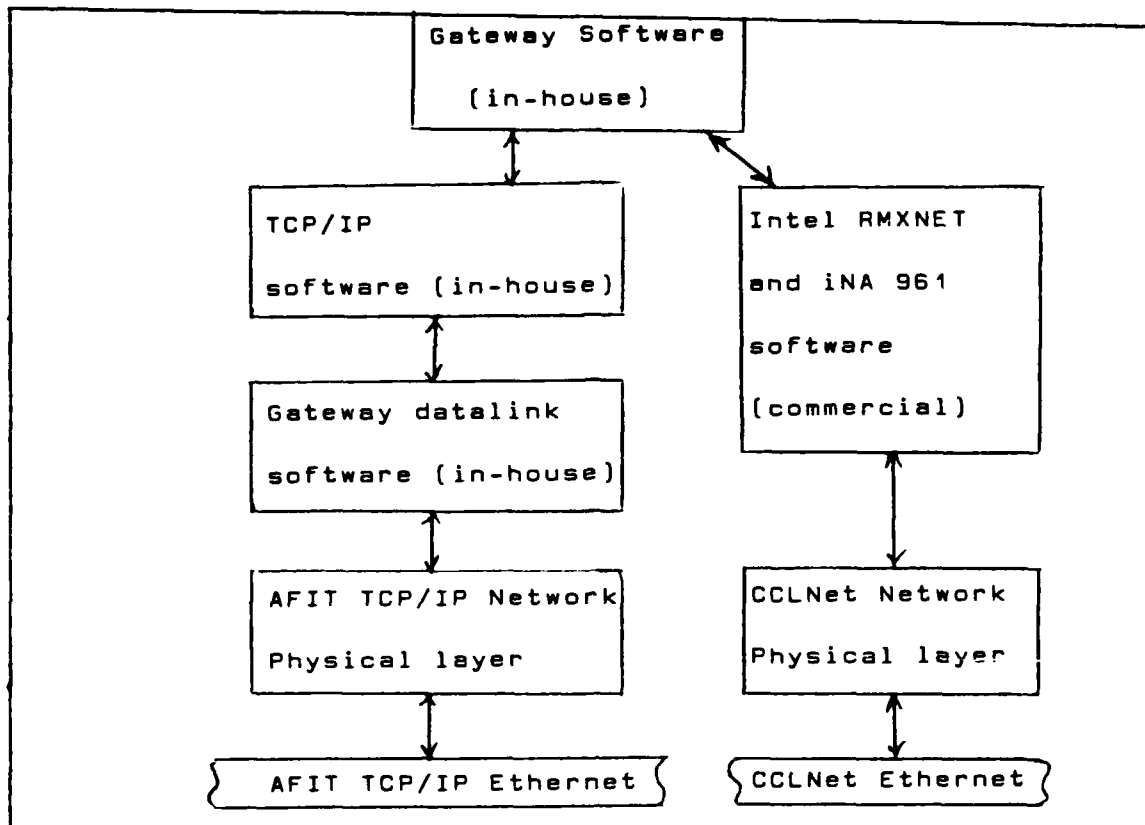 Gateway Software
(in-house)
TCP/IP
software (in-house)
Intel RMXNET
and iNA 961
software
(commercial)
Gateway datalink
software (in-house)
AFIT TCP/IP Network
Physical layer
CCLNet Network
Physical layer
AFIT TCP/IP Ethernet
CCLNet Ethernet